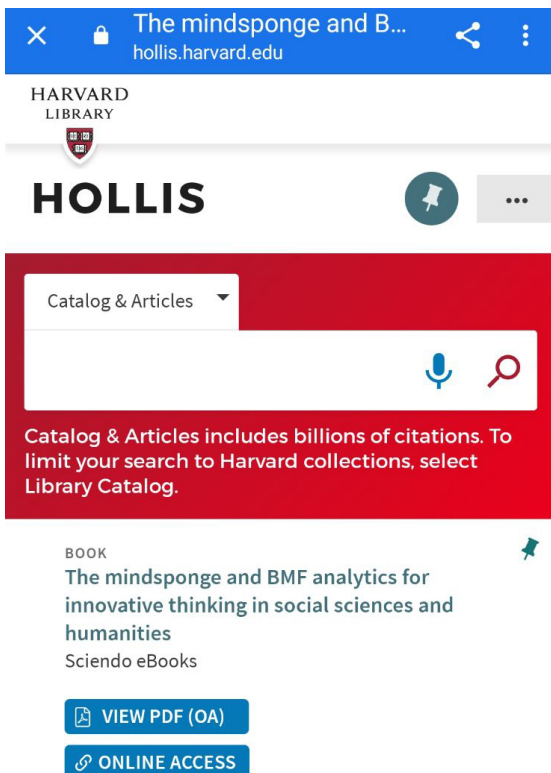 The mindsponge and B...
hollis.harvard.edu
HARVARD
LIBRARY
HOLLIS
Catalog & Articles
Catalog & Articles includes billions of citations. To
limit your search to Harvard collections, select
Library Catalog.
BOOK
The mindsponge and BMF analytics for
innovative thinking in social sciences and
humanities
Sciendo eBooks
VIEW PDF (OA)
ONLINE ACCESS